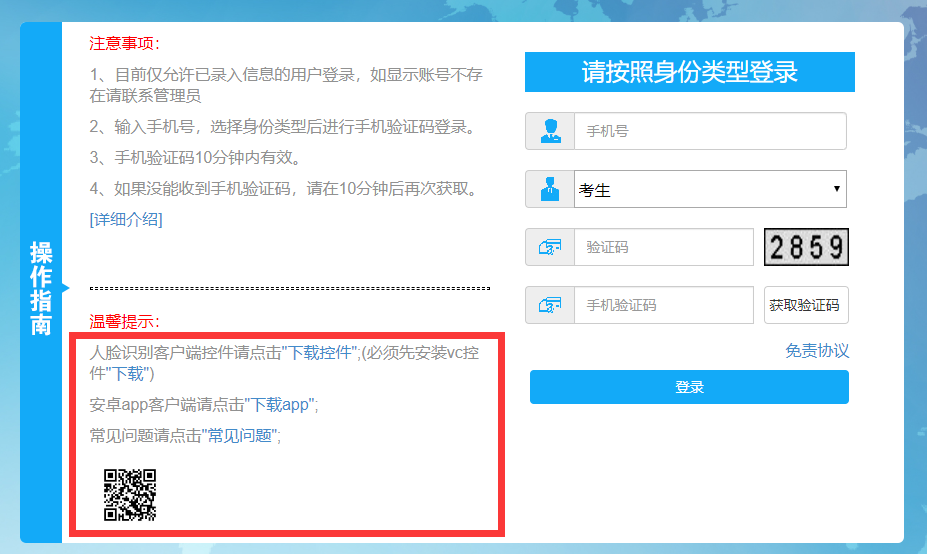 操作指南
注意事项：
1、目前仅允许已录入信息的用户登录，如显示账号不存
在请联系管理员
2、输入手机号，选择身份类型后进行手机验证码登录。
3、手机验证码10分钟内有效。
4、如果没能收到手机验证码，请在10分钟后再次获取。
[详细介绍]
温馨提示：
人脸识别客户端控件请点击"下载控件";(必须先安装vc控
件"下载")
安卓app客户端请点击"下载app";
常见问题请点击"常见问题";
请按照身份类型登录
手机号
考生
验证码
2859
手机验证码
获取验证码
免责协议
登录